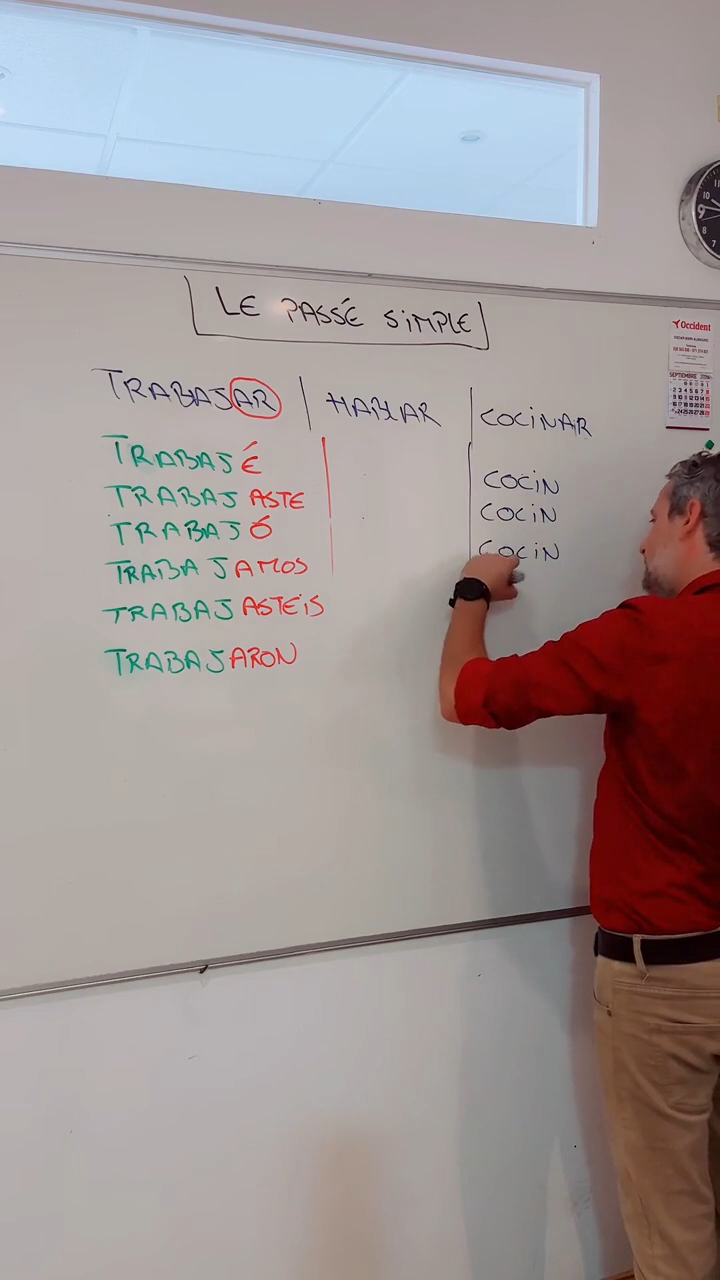 LE PASSÉ SIMPLE
TRABAJAR HABLAR COCINAR
TRABAJÉ
TRABAJASTE COCIN
TRABAJÓ COCIN
TRABAJAMOS COCIN
TRABAJASTEIS
TRABAJARON
Occident
SEPTIEMBRE